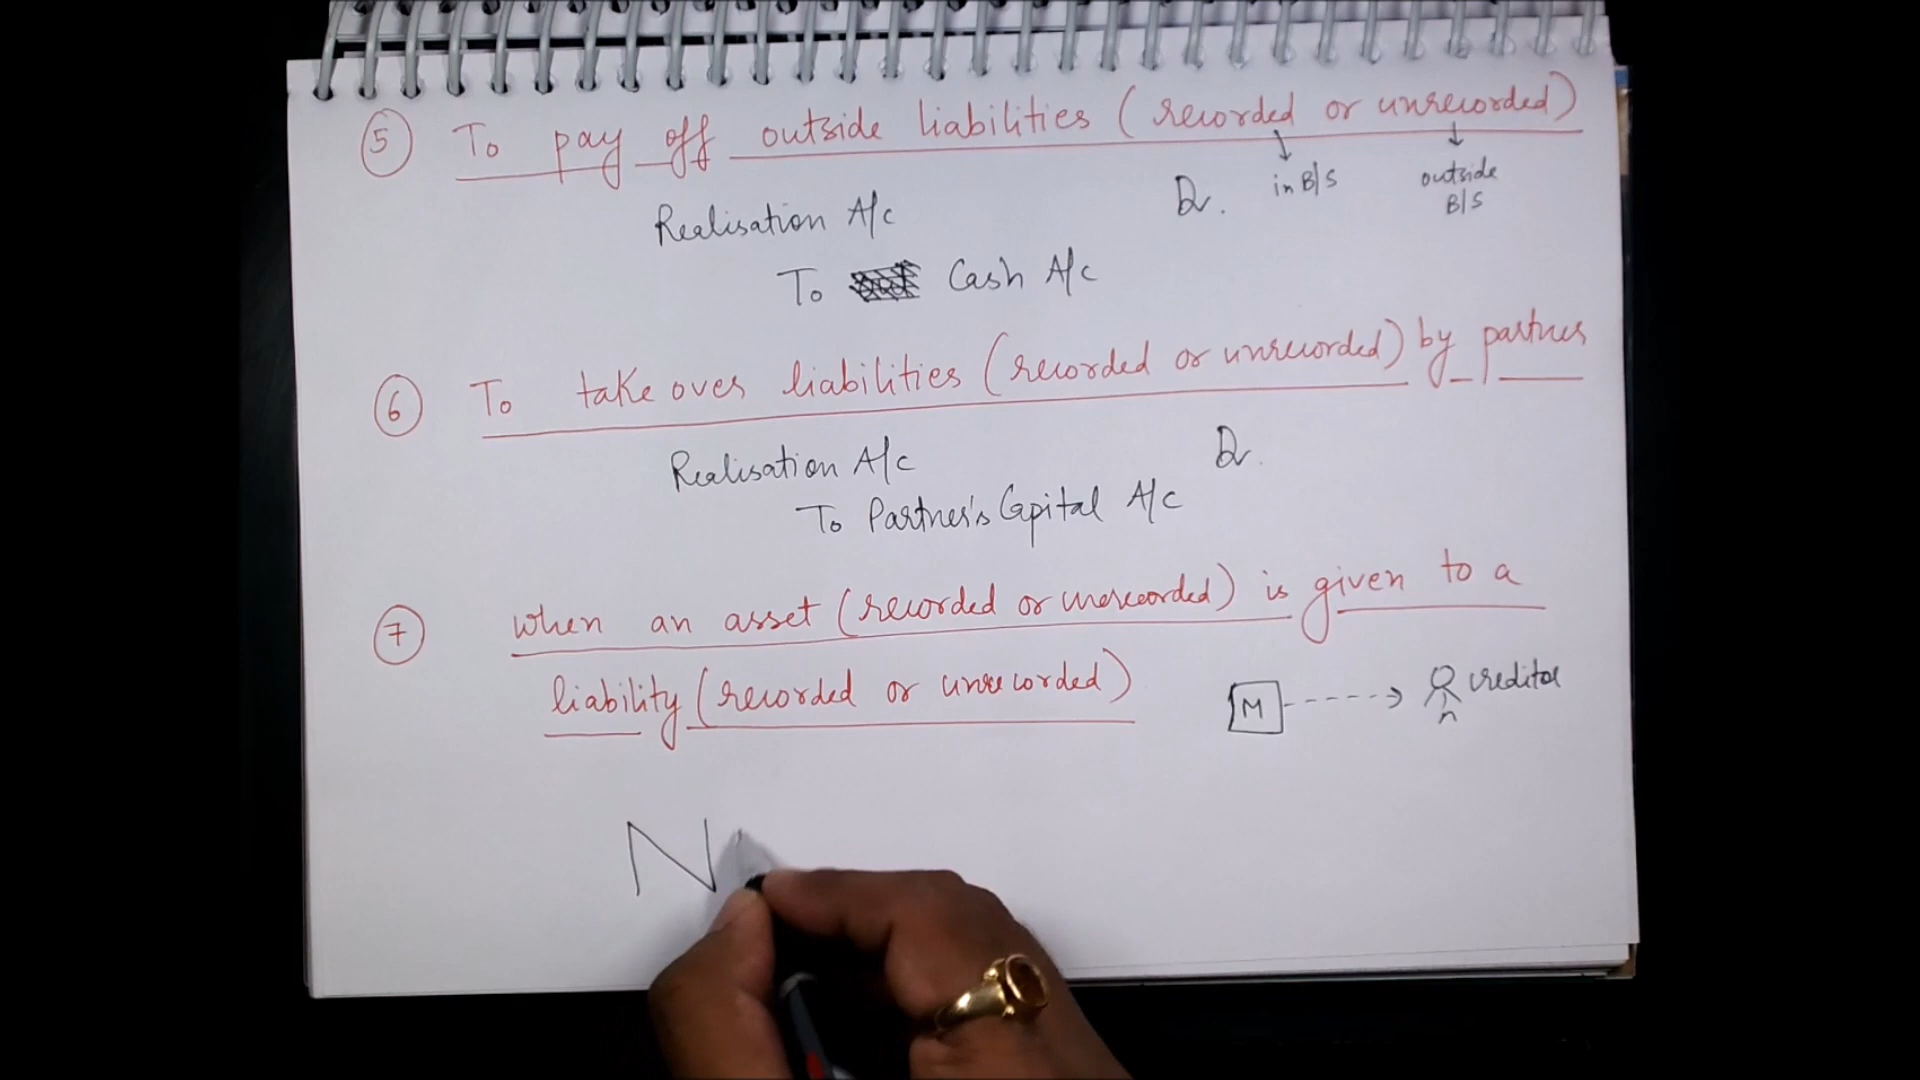 5 To pay off outside liabilities (recorded or unrecorded)
in B/S
outside
B/S
Realisation A/c Dr.
To Cash A/c
6 To take over liabilities (recorded or unrecorded) by partner
Realisation A/c Dr.
To Partner's Capital A/c
7 when an asset (recorded or unrecorded) is given to a
liability (recorded or unrecorded)
M creditor
N